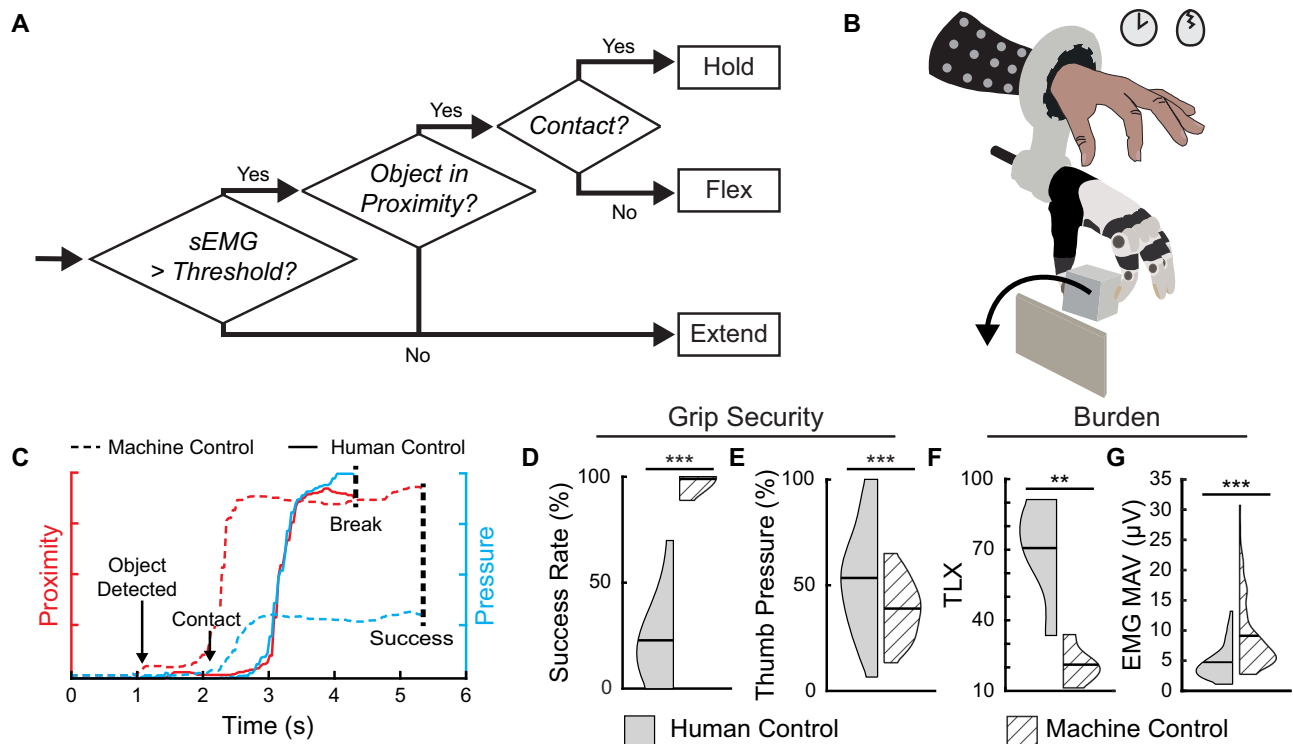 A
B
Yes
Hold
Contact?
Yes
Object in
Proximity?
Yes
Flex
No
sEMG
> Threshold?
Extend
No
Grip Security
Burden
Machine Control
Human Control
C
D
E
F
G
***
***
**
***
Proximity
Object
Detected
Contact
Break
Success
Pressure
0
1
2
3
4
5
6
Time (s)
Success Rate (%)
100
50
0
Thumb Pressure (%)
100
50
0
TLX
100
70
40
10
EMG MAV (µV)
35
30
25
20
15
10
5
0
Human Control
Machine Control